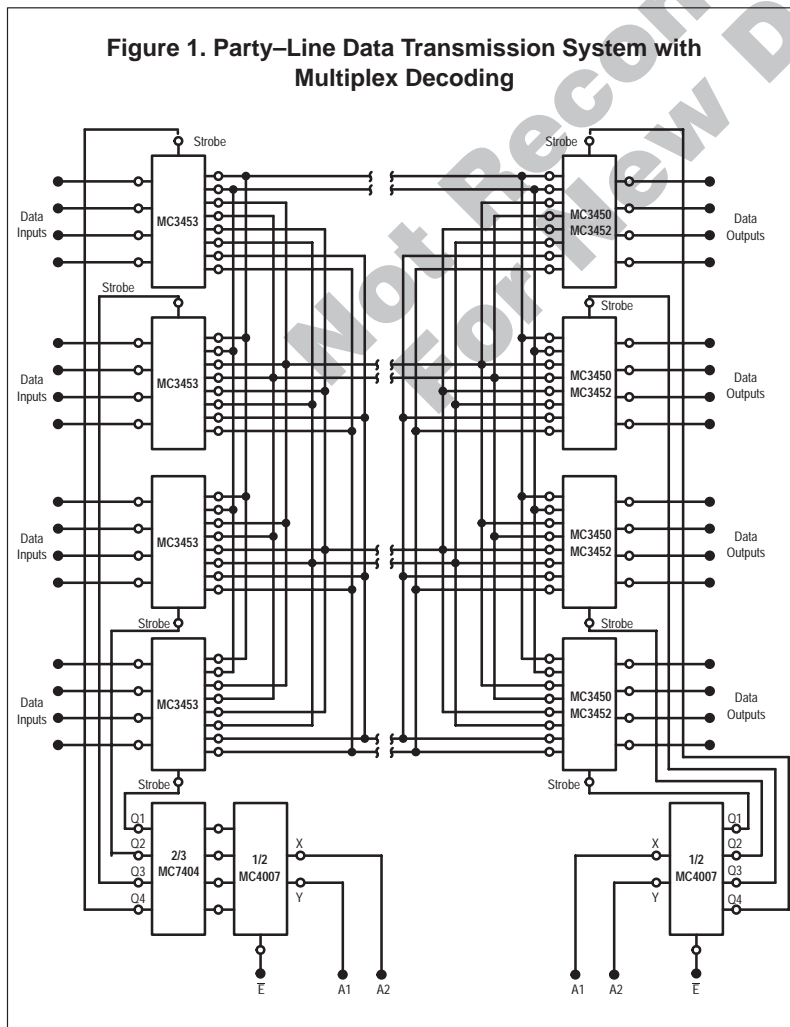 Figure 1. Party–Line Data Transmission System with
Multiplex Decoding
Not Recom
For New D
Strobe
Strobe
Data
Inputs
MC3453
MC3450
MC3452
Data
Outputs
Strobe
Strobe
Data
Inputs
MC3453
MC3450
MC3452
Data
Outputs
Data
Inputs
MC3453
MC3450
MC3452
Data
Outputs
Strobe
Strobe
Data
Inputs
MC3453
MC3450
MC3452
Data
Outputs
Strobe
Strobe
Q1
Q2
Q3
Q4
2/3
MC7404
1/2
MC4007
X
Y
E̅
A1
A2
X
Y
1/2
MC4007
Q1
Q2
Q3
Q4
A1
A2
E̅